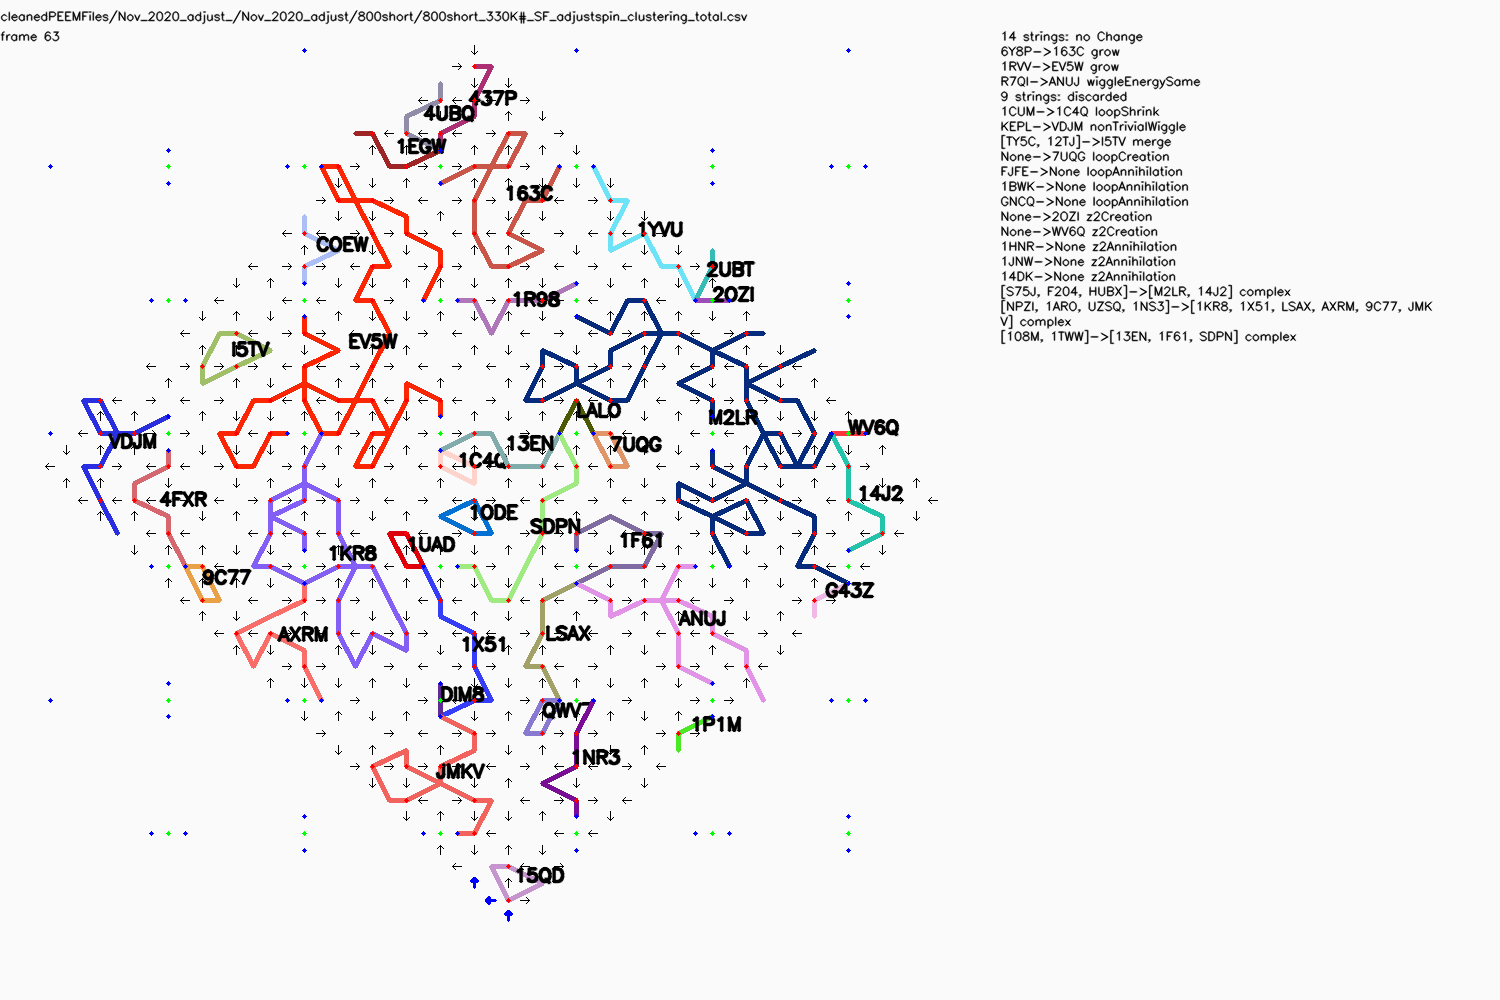 cleanedPEEMFiles/Nov_2020_adjust_/Nov_2020_adjust/800short/800short_330K#_SF_adjustspin_clustering_total.csv
frame 63
14 strings: no Change
6Y8P->163C grow
1RVV->EV5W grow
R7QI->ANUJ wiggleEnergySame
9 strings: discarded
1CUM->1C4Q loopShrink
KEPL->VDJM nonTrivialWiggle
[TY5C, 12TJ]->I5TV merge
None->7UQG loopCreation
FJFE->None loopAnnihilation
1BWK->None loopAnnihilation
GNCQ->None loopAnnihilation
None->2OZI z2Creation
None->WV6Q z2Creation
1HNR->None z2Annihilation
1JNW->None z2Annihilation
14DK->None z2Annihilation
[S75J, F204, HUBX]->[M2LR, 14J2] complex
[NPZI, 1ARO, UZSQ, 1NS3]->[1KR8, 1X51, LSAX, AXRM, 9C77, JMK
V] complex
[108M, 1TWW]->[13EN, 1F61, SDPN] complex
437P
4UBQ
1EGW
163C
1YVU
COEW
2UBT
2OZI
1R98
EV5W
I5TV
LALO
M2LR
WV6Q
VDJM
13EN
7UQG
1C4Q
4FXR
14J2
10DE
SDPN
1F61
1UAD
1KR8
9C77
G43Z
ANUJ
AXRM
LSAX
1X51
DIM8
QWV7
1P1M
1NR3
JMKV
15QD